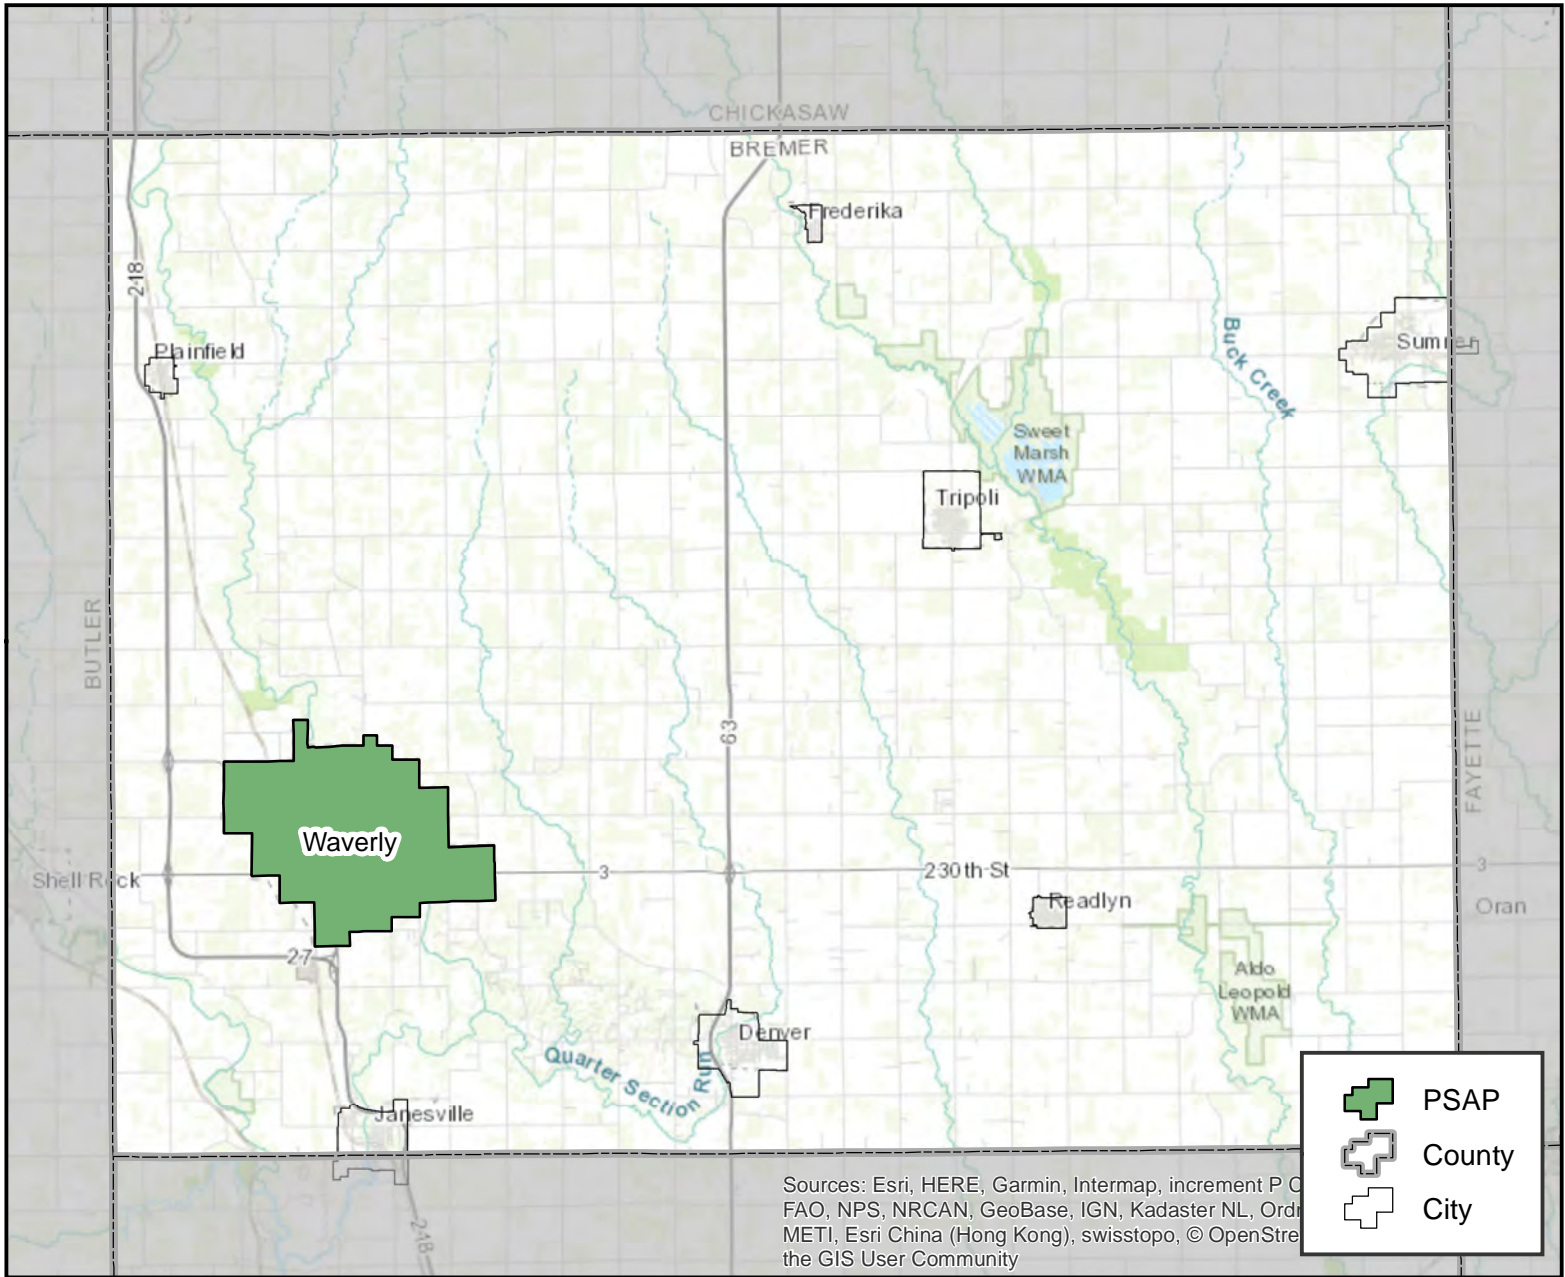 CHICKASAW
BREMER
Frederika
218
Plainfield
Buck Creek
Sumner
Sweet
Marsh
WMA
Tripoli
BUTLER
63
FAYETTE
Waverly
Shell Rock
3
230th St
3
Readlyn
Oran
27
Aldo
Leopold
WMA
Denver
Quarter Section Run
Janesville
218
PSAP
County
City
Sources: Esri, HERE, Garmin, Intermap, increment P C
FAO, NPS, NRCAN, GeoBase, IGN, Kadaster NL, Ordn
METI, Esri China (Hong Kong), swisstopo, © OpenStre
the GIS User Community